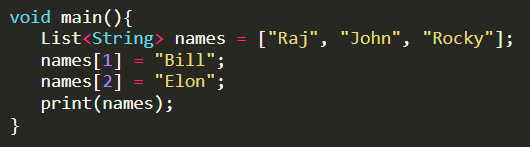 void main(){
   List<String> names = ["Raj", "John", "Rocky"];
   names[1] = "Bill";
   names[2] = "Elon";
   print(names);
}